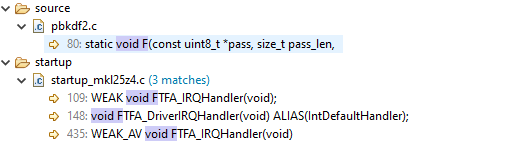 source
pbkdf2.c
80: static void F(const uint8_t *pass, size_t pass_len,
startup
startup_mkl25z4.c (3 matches)
109: WEAK void FTFA_IRQHandler(void);
148: void FTFA_DriverIRQHandler(void) ALIAS(IntDefaultHandler);
435: WEAK_AV void FTFA_IRQHandler(void)